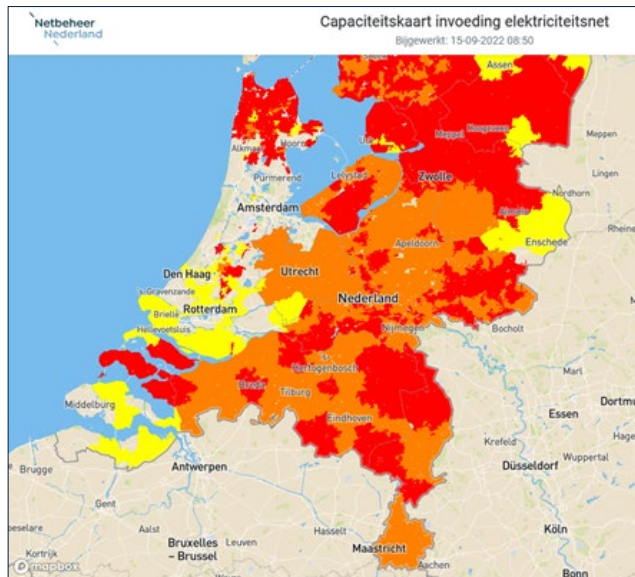 Netbeheer
Nederland
Capaciteitskaart invoeding elektriciteitsnet
Bijgewerkt: 15-09-2022 08:50
Assen
Meppel
Hoogeveen
Meppen
Alkmaar
Hoorn
Lingen
Purmerend
Lelystad
Zwolle
Nordhorn
Amsterdam
Almelo
Rheine
Apeldoorn
Enschede
Den Haag
Utrecht
's-Gravenzande
Rotterdam
Nederland
Brielle
Hellevoetsluis
Nijmegen
Bocholt
's-Hertogenbosch
Marl
Breda
Tilburg
Dortmu
Middelburg
Essen
Eindhoven
Wuppertal
Krefeld
Antwerpen
Düsseldorf
Brugge
Hagen
Gent
Aalst
Hasselt
Köln
eselare
Bruxelles
– Brussel
Leuven
Maastricht
Kortrijk
Aachen
Bonn
mapbox